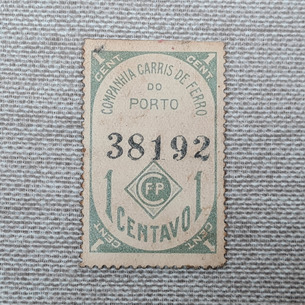 CENT. CENT.
COMPANHIA CARRIS DE FERRO
DO
PORTO
38192
CFP
1 1
CENTAVO
CENT. CENT.